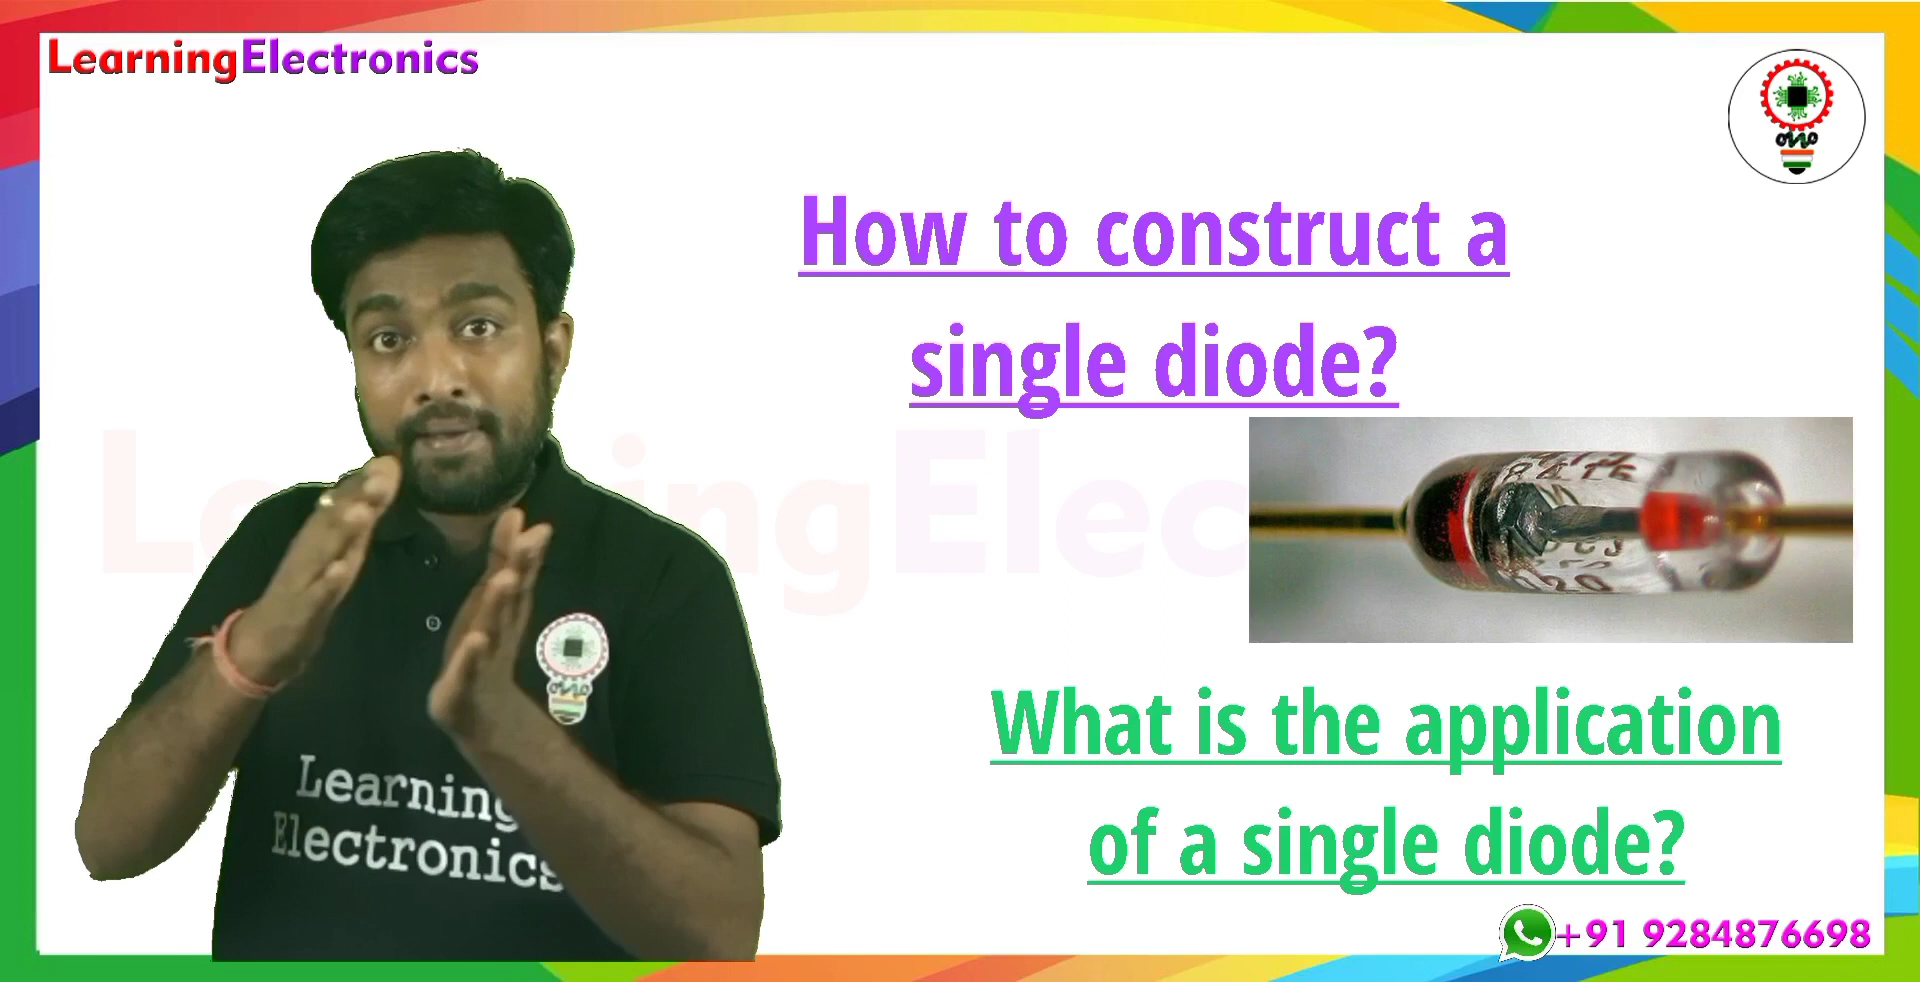 LearningElectronics
How to construct a
single diode?
What is the application
of a single diode?
Learning
Electronics
+91 9284876698